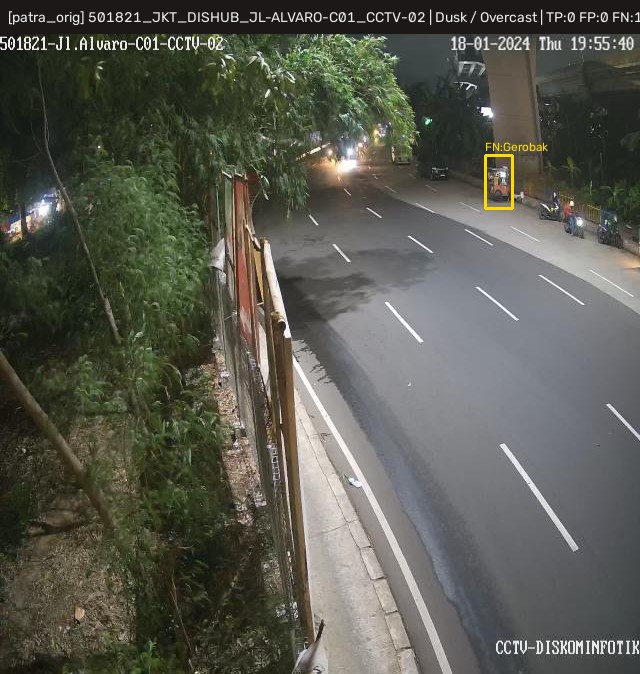 [patra_orig] 501821_JKT_DISHUB_JL-ALVARO-C01_CCTV-02 | Dusk / Overcast | TP:0 FP:0 FN:1
501821-Jl.Alvaro-C01-CCTV-02
18-01-2024 Thu 19:55:40
FN:Gerobak
CCTV-DISKOMINFOTIK